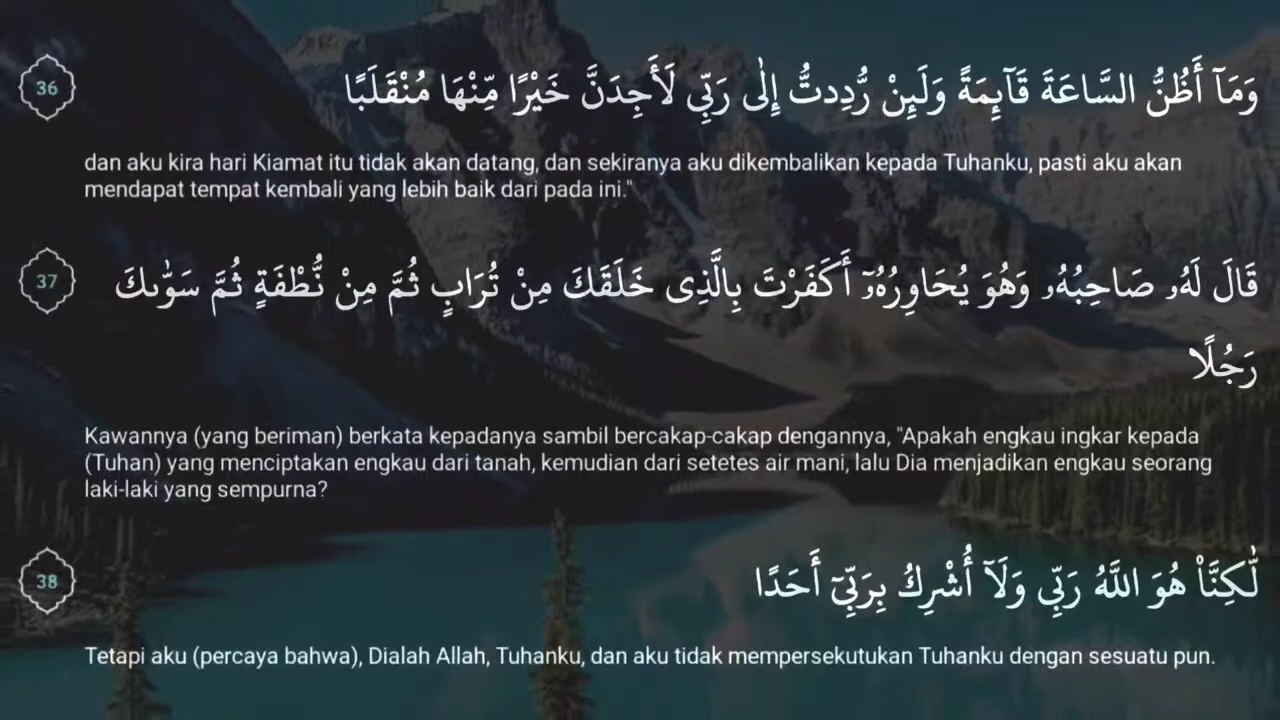 36
وَمَآ أَظُنُّ السَّاعَةَ قَآئِمَةً وَلَئِنْ رُّدِدتُّ إِلٰى رَبِّى لَأَجِدَنَّ خَيْرًا مِّنْهَا مُنْقَلَبًا
dan aku kira hari Kiamat itu tidak akan datang, dan sekiranya aku dikembalikan kepada Tuhanku, pasti aku akan
mendapat tempat kembali yang lebih baik dari pada ini."
37
قَالَ لَهُۥ صَاحِبُهُۥ وَهُوَ يُحَاوِرُهُۥٓ أَكَفَرْتَ بِالَّذِى خَلَقَكَ مِنْ تُرَابٍ ثُمَّ مِنْ نُّطْفَةٍ ثُمَّ سَوّٰىكَ
رَجُلًا
Kawannya (yang beriman) berkata kepadanya sambil bercakap-cakap dengannya, "Apakah engkau ingkar kepada
(Tuhan) yang menciptakan engkau dari tanah, kemudian dari setetes air mani, lalu Dia menjadikan engkau seorang
laki-laki yang sempurna?
38
لّٰكِنَّا۠ هُوَ اللَّهُ رَبِّى وَلَآ أُشْرِكُ بِرَبِّىٓ أَحَدًا
Tetapi aku (percaya bahwa), Dialah Allah, Tuhanku, dan aku tidak mempersekutukan Tuhanku dengan sesuatu pun.